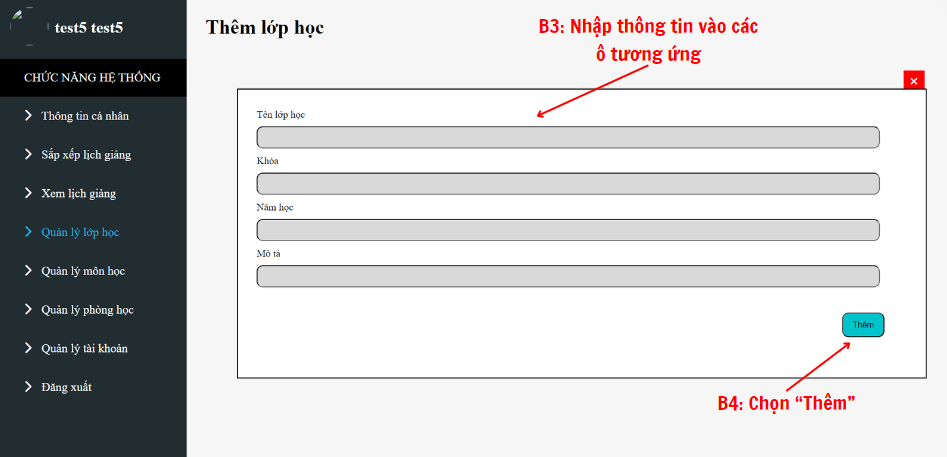 test5 test5
CHỨC NĂNG HỆ THỐNG
Thông tin cá nhân
Sắp xếp lịch giảng
Xem lịch giảng
Quản lý lớp học
Quản lý môn học
Quản lý phòng học
Quản lý tài khoản
Đăng xuất
Thêm lớp học
B3: Nhập thông tin vào các
ô tương ứng
×
Tên lớp học
Khóa
Năm học
Mô tả
Thêm
B4: Chọn “Thêm”